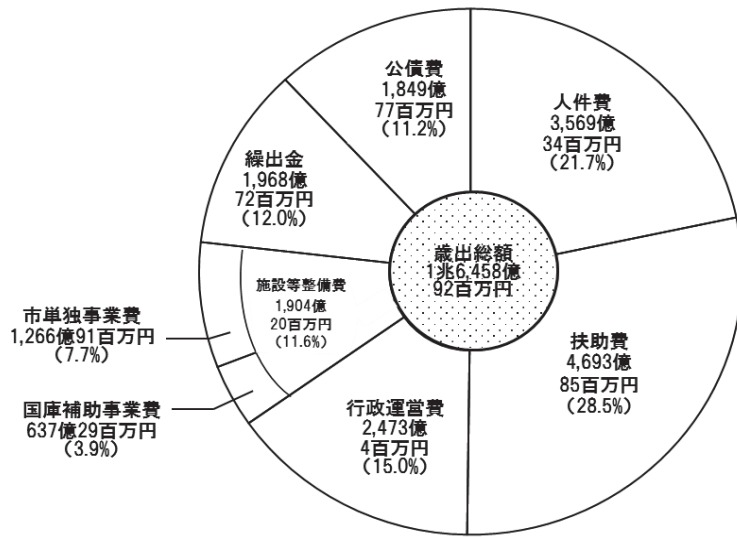 公債費
1,849億
77百万円
(11.2%)
人件費
3,569億
34百万円
(21.7%)
繰出金
1,968億
72百万円
(12.0%)
歳出総額
1兆6,458億
92百万円
施設等整備費
1,904億
20百万円
(11.6%)
市単独事業費
1,266億91百万円
(7.7%)
扶助費
4,693億
85百万円
(28.5%)
国庫補助事業費
637億29百万円
(3.9%)
行政運営費
2,473億
4百万円
(15.0%)